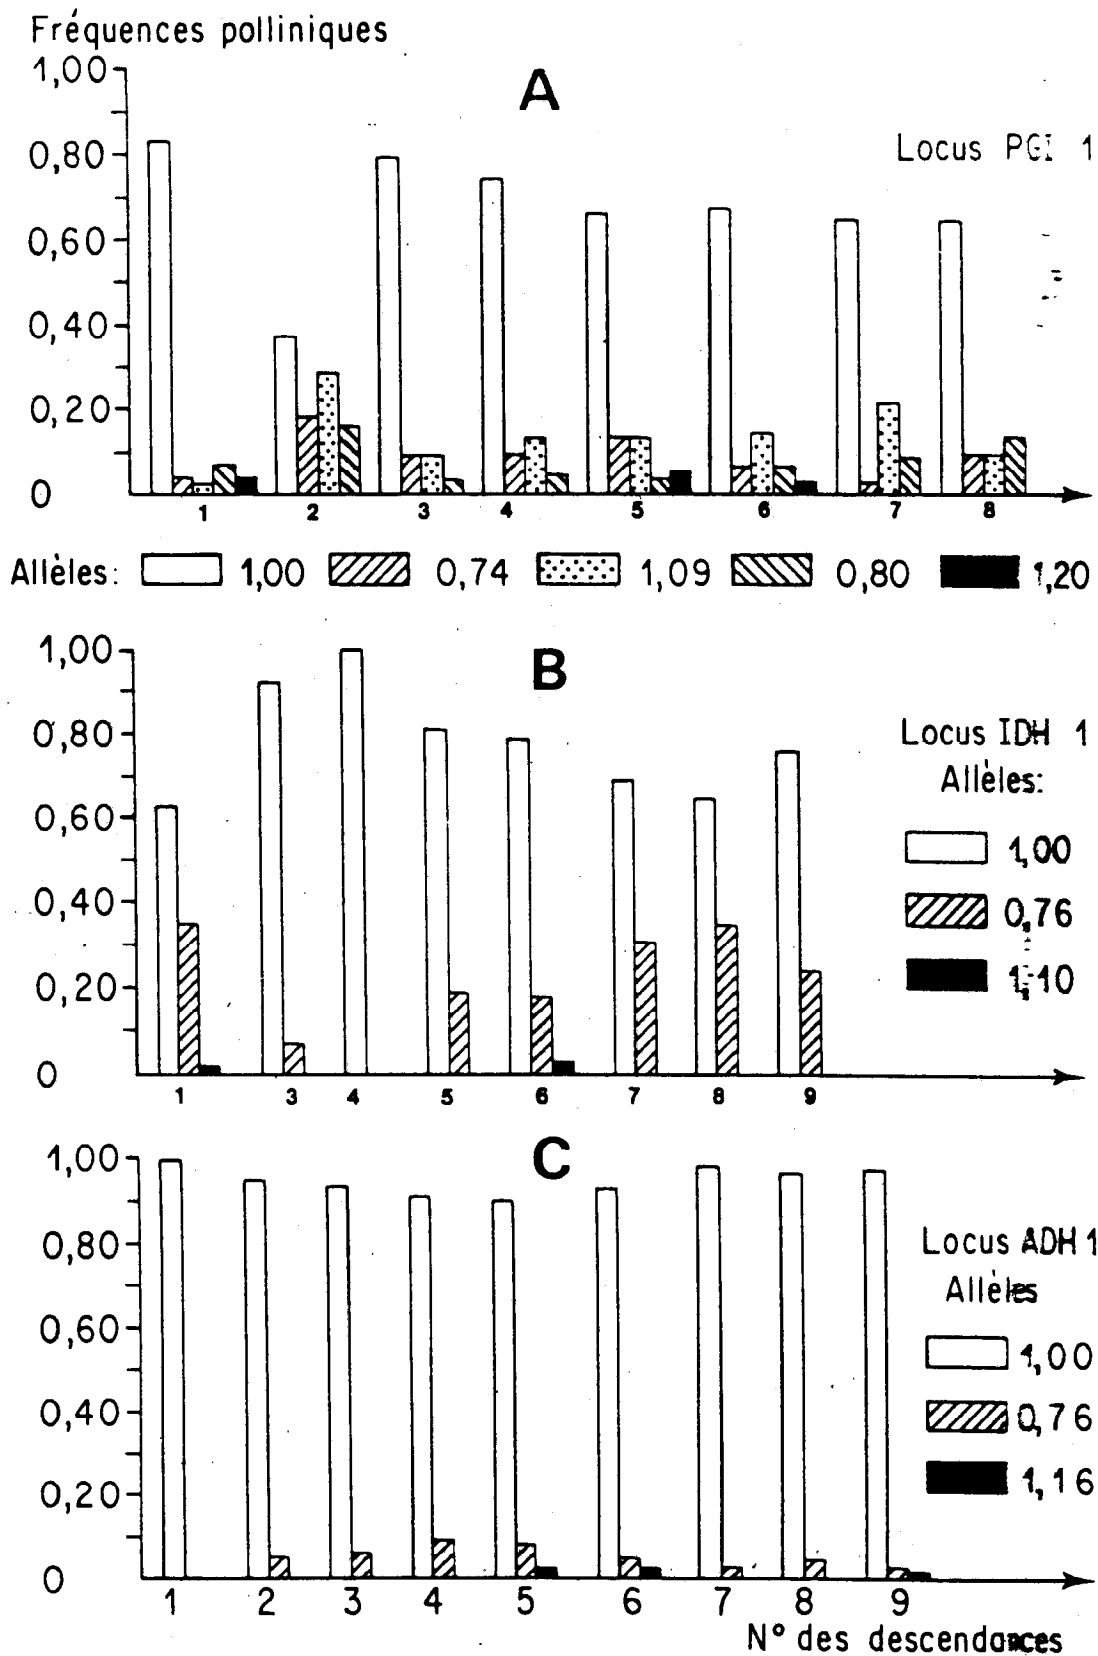 Fréquences polliniques
A
Locus PGI 1
1,00
0,80
0,60
0,40
0,20
0
1 2 3 4 5 6 7 8
Allèles: 1,00 0,74 1,09 0,80 1,20
B
1,00
0,80
0,60
0,40
0,20
0
Locus IDH 1
Allèles:
1,00
0,76
1,10
1 3 4 5 6 7 8 9
C
1,00
0,80
0,60
0,40
0,20
0
Locus ADH 1
Allèles
1,00
0,76
1,16
1 2 3 4 5 6 7 8 9
N° des descendances